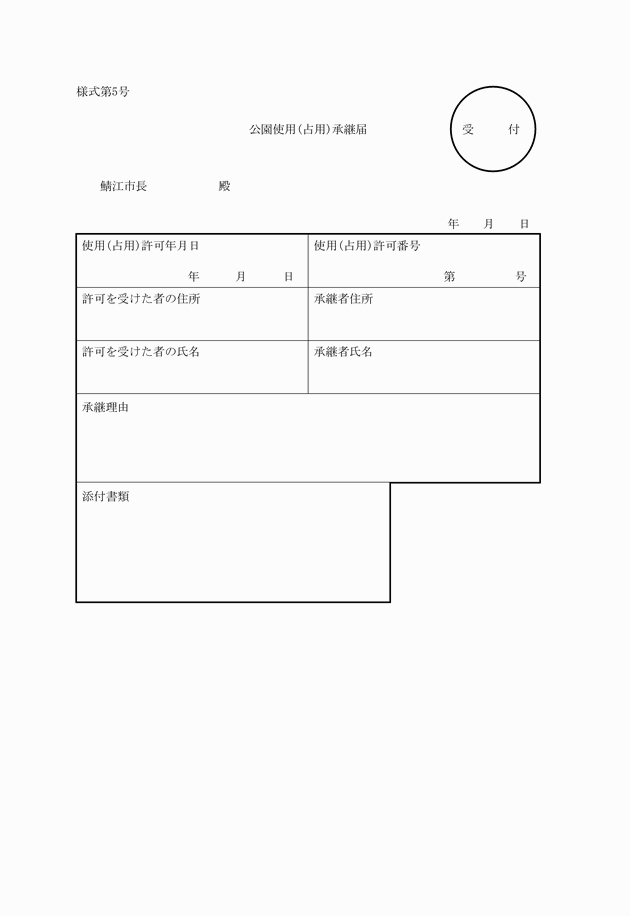 様式第5号
公園使用(占用)承継届
受　　付
鯖江市長　　　　　　殿
年　　月　　日
使用(占用)許可年月日
年　　　月　　　日
使用(占用)許可番号
第　　　　　号
許可を受けた者の住所
承継者住所
許可を受けた者の氏名
承継者氏名
承継理由
添付書類